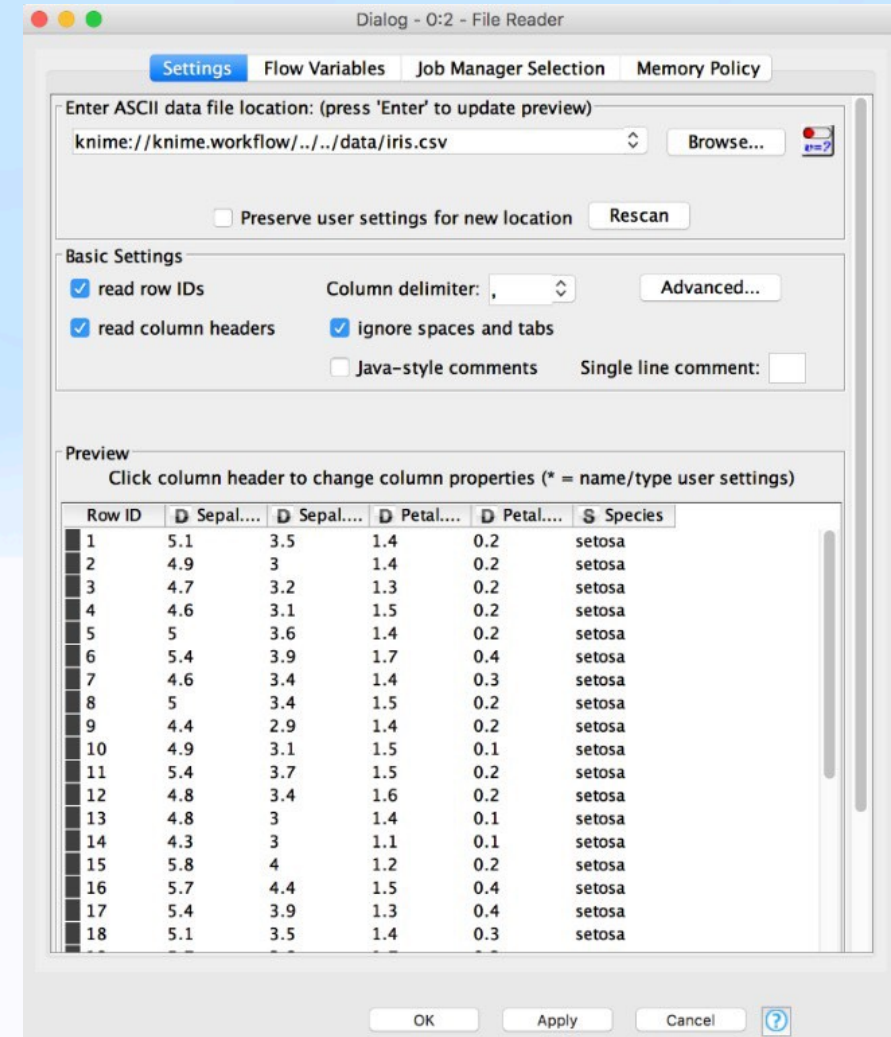 Dialog - 0:2 - File Reader
Settings Flow Variables Job Manager Selection Memory Policy
Enter ASCII data file location: (press 'Enter' to update preview)
knime://knime.workflow/../../data/iris.csv Browse... v=?
Preserve user settings for new location Rescan
Basic Settings
read row IDs Column delimiter: , Advanced...
read column headers ignore spaces and tabs
Java-style comments Single line comment:
Preview
Click column header to change column properties (* = name/type user settings)
Row ID D Sepal.... D Sepal.... D Petal.... D Petal.... S Species
1 5.1 3.5 1.4 0.2 setosa
2 4.9 3 1.4 0.2 setosa
3 4.7 3.2 1.3 0.2 setosa
4 4.6 3.1 1.5 0.2 setosa
5 5 3.6 1.4 0.2 setosa
6 5.4 3.9 1.7 0.4 setosa
7 4.6 3.4 1.4 0.3 setosa
8 5 3.4 1.5 0.2 setosa
9 4.4 2.9 1.4 0.2 setosa
10 4.9 3.1 1.5 0.1 setosa
11 5.4 3.7 1.5 0.2 setosa
12 4.8 3.4 1.6 0.2 setosa
13 4.8 3 1.4 0.1 setosa
14 4.3 3 1.1 0.1 setosa
15 5.8 4 1.2 0.2 setosa
16 5.7 4.4 1.5 0.4 setosa
17 5.4 3.9 1.3 0.4 setosa
18 5.1 3.5 1.4 0.3 setosa
OK Apply Cancel ?